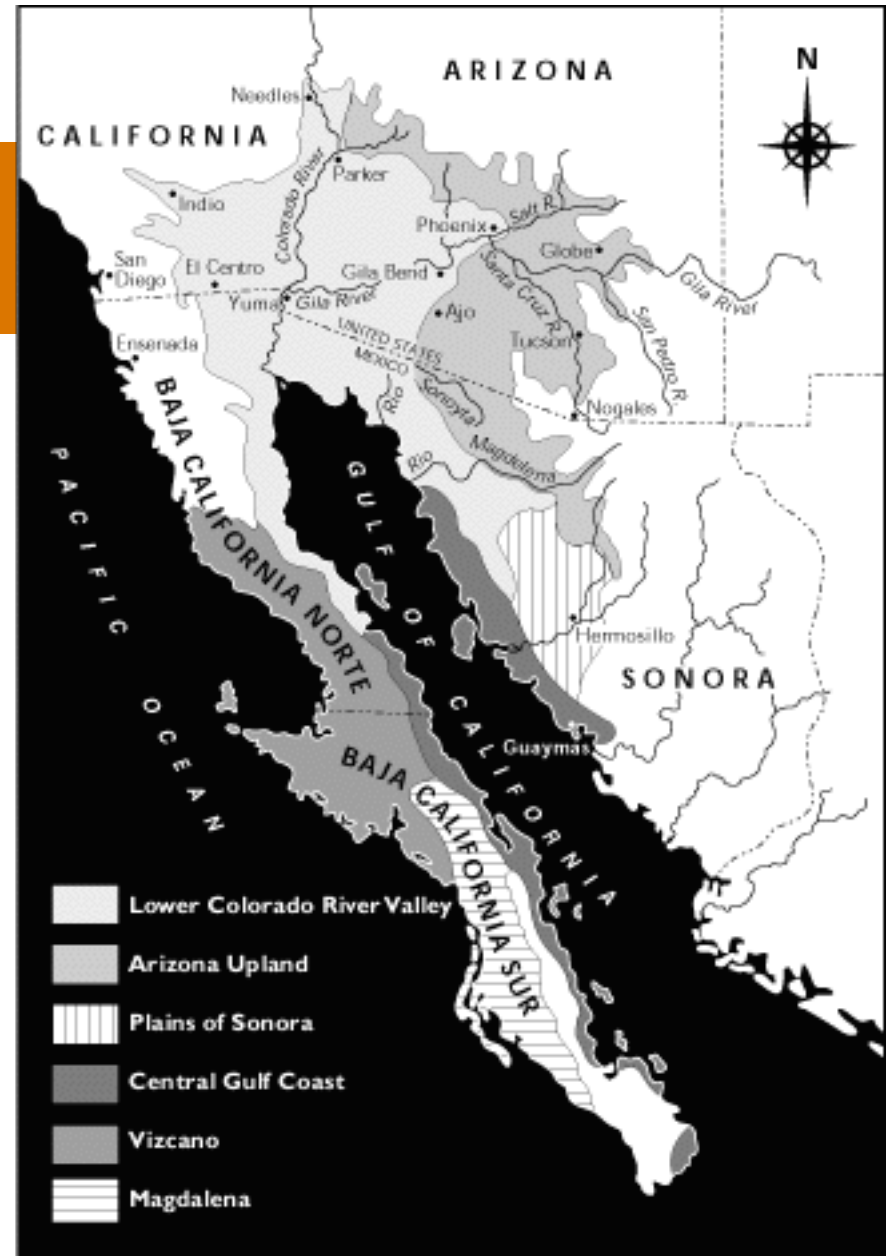 ARIZONA
N
Needles
CALIFORNIA
Colorado River
Parker
Indio
Phoenix
Salt R.
Globe
San
Diego
El Centro
Gila Bend
Santa Cruz R.
Gila River
Yuma
Gila River
Ajo
San Pedro R.
UNITED STATES
MEXICO
Tucson
Ensenada
Rio
Sonoyta
Nogales
BAJA CALIFORNIA NORTE
Rio
Magdelena
PACIFIC OCEAN
GULF OF CALIFORNIA
Hermosillo
SONORA
Guaymas
BAJA CALIFORNIA SUR
Lower Colorado River Valley
Arizona Upland
Plains of Sonora
Central Gulf Coast
Vizcano
Magdalena